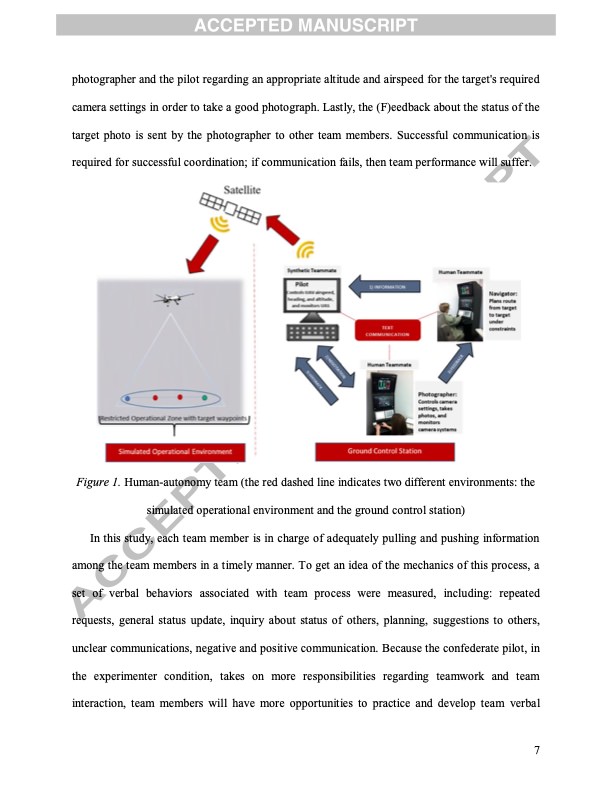 ACCEPTED MANUSCRIPT
photographer and the pilot regarding an appropriate altitude and airspeed for the target's required
camera settings in order to take a good photograph. Lastly, the (F)eedback about the status of the
target photo is sent by the photographer to other team members. Successful communication is
required for successful coordination; if communication fails, then team performance will suffer.
Satellite
Synthetic Teammate
Pilot
Controls UAV airspeed,
heading, and altitude,
and monitors UAV.
1) INFORMATION
Human Teammate
Navigator:
Plans route
from target
to target
under
constraints
TEXT
COMMUNICATION
Human Teammate
Photographer:
Controls camera
settings, takes
photos, and
monitors
camera systems
Restricted Operational Zone with target waypoints
Simulated Operational Environment
Ground Control Station
Figure 1. Human-autonomy team (the red dashed line indicates two different environments: the
simulated operational environment and the ground control station)
In this study, each team member is in charge of adequately pulling and pushing information
among the team members in a timely manner. To get an idea of the mechanics of this process, a
set of verbal behaviors associated with team process were measured, including: repeated
requests, general status update, inquiry about status of others, planning, suggestions to others,
unclear communications, negative and positive communication. Because the confederate pilot, in
the experimenter condition, takes on more responsibilities regarding teamwork and team
interaction, team members will have more opportunities to practice and develop team verbal
7